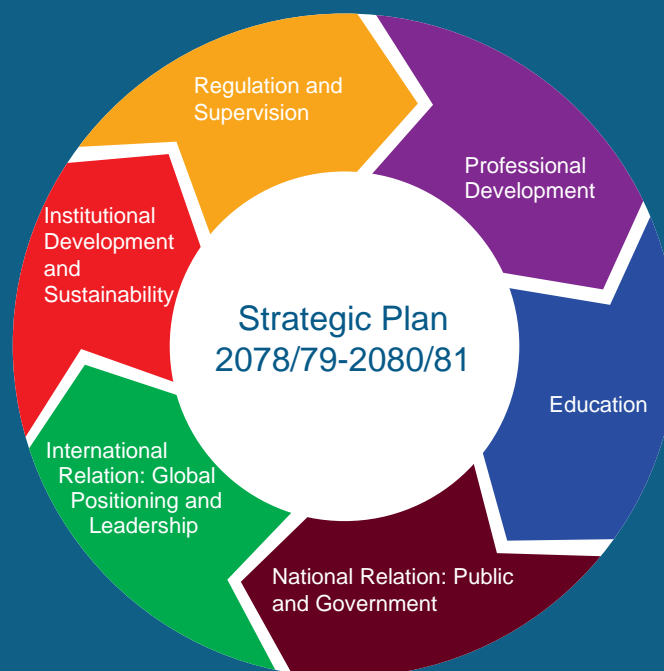 Regulation and
Supervision
Professional
Development
Education
National Relation: Public
and Government
International
Relation: Global
Positioning and
Leadership
Institutional
Development
and
Sustainability
Strategic Plan
2078/79-2080/81